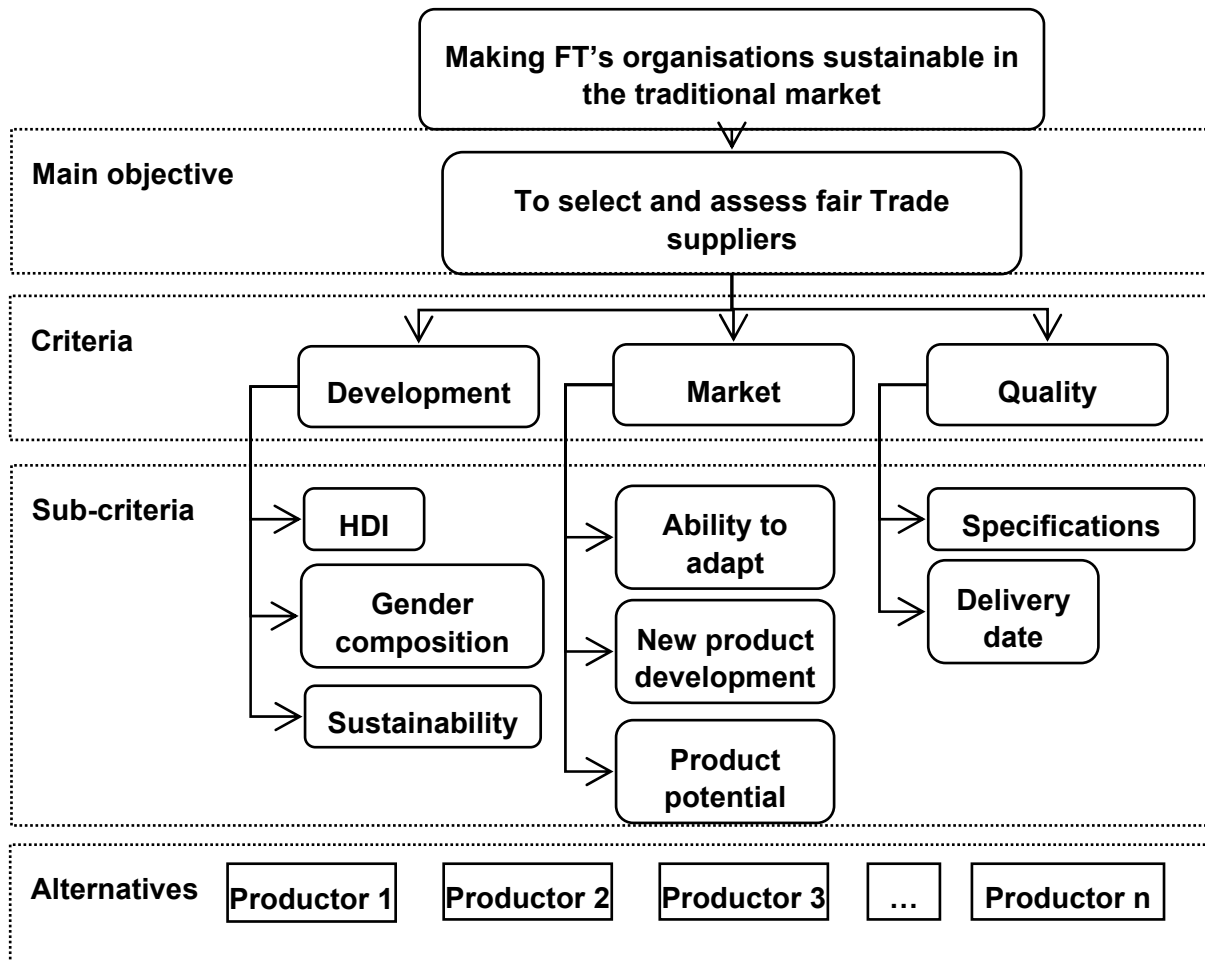 Making FT's organisations sustainable in
the traditional market
Main objective
To select and assess fair Trade
suppliers
Criteria
Development
Market
Quality
Sub-criteria
HDI
Gender
composition
Sustainability
Ability to
adapt
New product
development
Product
potential
Specifications
Delivery
date
Alternatives
Productor 1
Productor 2
Productor 3
...
Productor n